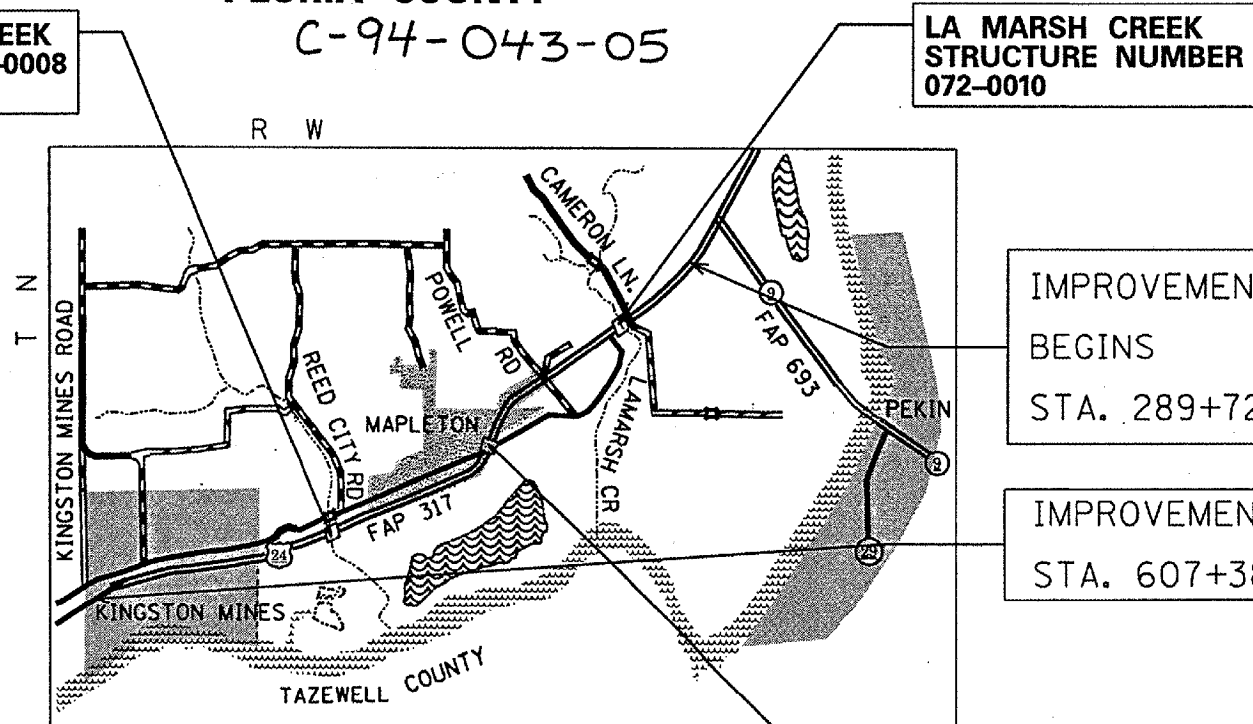 C-94-043-05
EEK
-0008
LA MARSH CREEK
STRUCTURE NUMBER
072-0010
R W
T N
CAMERON LN.
POWELL RD
REED CITY RD
KINGSTON MINES ROAD
MAPLETON
LAMARSH CR
FAP 317
FAP 693
9
PEKIN
9
29
24
KINGSTON MINES
TAZEWELL COUNTY
IMPROVEMEN
BEGINS
STA. 289+72
IMPROVEMEN
STA. 607+38